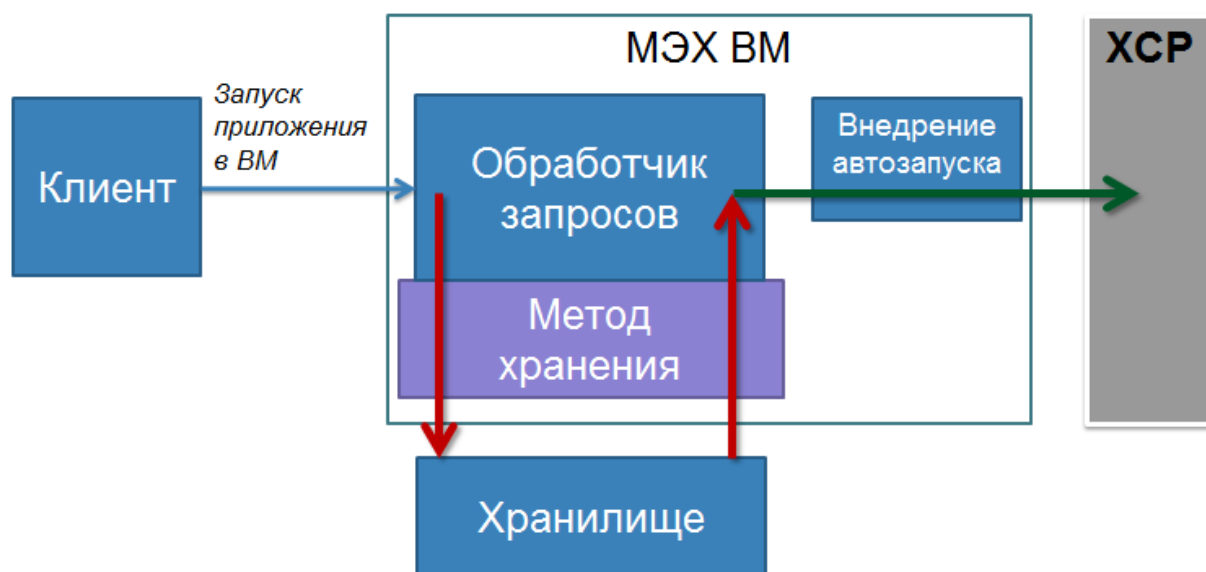 МЭХ ВМ
ХСР
Запуск
приложения
в ВМ
Клиент
Обработчик
запросов
Внедрение
автозапуска
Метод
хранения
Хранилище